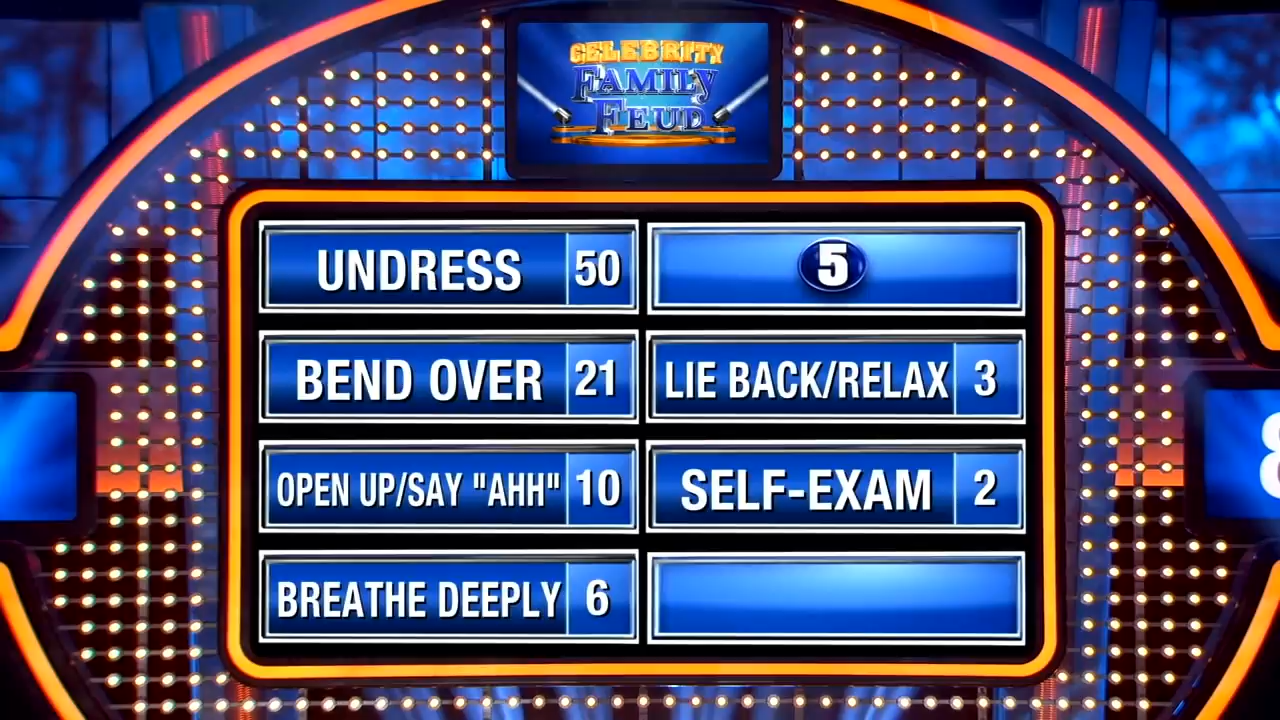 CELEBRITY
FAMILY
FEUD
UNDRESS 50
BEND OVER 21
OPEN UP/SAY "AHH" 10
BREATHE DEEPLY 6
5
LIE BACK/RELAX 3
SELF-EXAM 2